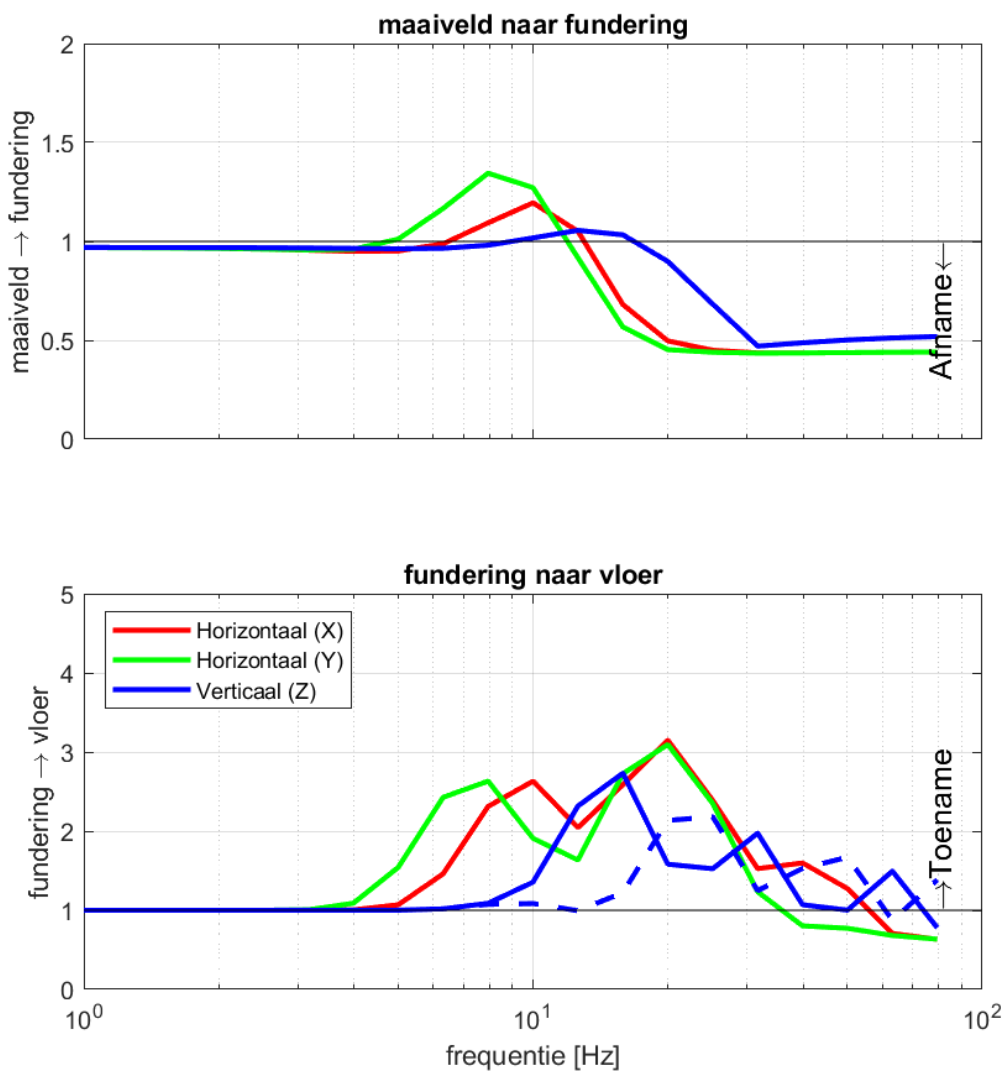 maaiveld naar fundering
2
1.5
1
0.5
0
maaiveld → fundering
Afname←
fundering naar vloer
5
4
3
2
1
0
fundering → vloer
Horizontaal (X)
Horizontaal (Y)
Verticaal (Z)
→Toename
10⁰
10¹
10²
frequentie [Hz]